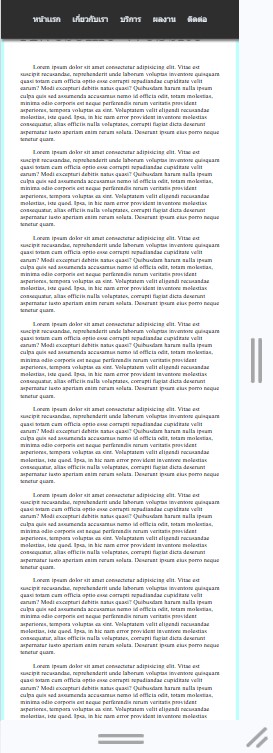 หน้าแรก เกี่ยวกับเรา บริการ ผลงาน ติดต่อ
Lorem ipsum dolor sit amet consectetur adipisicing elit. Vitae est
suscipit recusandae, reprehenderit unde laborum voluptas inventore quisquam
quasi totam cum officia optio esse corrupti repudiandae cupiditate velit
earum? Modi excepturi debitis natus quasi? Quibusdam harum nulla ipsum
culpa quos sed assumenda accusamus nemo id officia odit, totam molestias,
minima odio corporis est neque perferendis rerum veritatis provident
asperiores, tempora voluptas ea sint. Voluptatem velit eligendi recusandae
molestias, iste quod. Ipsa, in hic nam error provident inventore molestias
consequatur, alias officiis nulla voluptates, corrupti fugiat dicta deserunt
aspernatur iusto aperiam enim rerum soluta. Deserunt ipsum eius porro neque
tenetur quam.
Lorem ipsum dolor sit amet consectetur adipisicing elit. Vitae est
suscipit recusandae, reprehenderit unde laborum voluptas inventore quisquam
quasi totam cum officia optio esse corrupti repudiandae cupiditate velit
earum? Modi excepturi debitis natus quasi? Quibusdam harum nulla ipsum
culpa quos sed assumenda accusamus nemo id officia odit, totam molestias,
minima odio corporis est neque perferendis rerum veritatis provident
asperiores, tempora voluptas ea sint. Voluptatem velit eligendi recusandae
molestias, iste quod. Ipsa, in hic nam error provident inventore molestias
consequatur, alias officiis nulla voluptates, corrupti fugiat dicta deserunt
aspernatur iusto aperiam enim rerum soluta. Deserunt ipsum eius porro neque
tenetur quam.
Lorem ipsum dolor sit amet consectetur adipisicing elit. Vitae est
suscipit recusandae, reprehenderit unde laborum voluptas inventore quisquam
quasi totam cum officia optio esse corrupti repudiandae cupiditate velit
earum? Modi excepturi debitis natus quasi? Quibusdam harum nulla ipsum
culpa quos sed assumenda accusamus nemo id officia odit, totam molestias,
minima odio corporis est neque perferendis rerum veritatis provident
asperiores, tempora voluptas ea sint. Voluptatem velit eligendi recusandae
molestias, iste quod. Ipsa, in hic nam error provident inventore molestias
consequatur, alias officiis nulla voluptates, corrupti fugiat dicta deserunt
aspernatur iusto aperiam enim rerum soluta. Deserunt ipsum eius porro neque
tenetur quam.
Lorem ipsum dolor sit amet consectetur adipisicing elit. Vitae est
suscipit recusandae, reprehenderit unde laborum voluptas inventore quisquam
quasi totam cum officia optio esse corrupti repudiandae cupiditate velit
earum? Modi excepturi debitis natus quasi? Quibusdam harum nulla ipsum
culpa quos sed assumenda accusamus nemo id officia odit, totam molestias,
minima odio corporis est neque perferendis rerum veritatis provident
asperiores, tempora voluptas ea sint. Voluptatem velit eligendi recusandae
molestias, iste quod. Ipsa, in hic nam error provident inventore molestias
consequatur, alias officiis nulla voluptates, corrupti fugiat dicta deserunt
aspernatur iusto aperiam enim rerum soluta. Deserunt ipsum eius porro neque
tenetur quam.
Lorem ipsum dolor sit amet consectetur adipisicing elit. Vitae est
suscipit recusandae, reprehenderit unde laborum voluptas inventore quisquam
quasi totam cum officia optio esse corrupti repudiandae cupiditate velit
earum? Modi excepturi debitis natus quasi? Quibusdam harum nulla ipsum
culpa quos sed assumenda accusamus nemo id officia odit, totam molestias,
minima odio corporis est neque perferendis rerum veritatis provident
asperiores, tempora voluptas ea sint. Voluptatem velit eligendi recusandae
molestias, iste quod. Ipsa, in hic nam error provident inventore molestias
consequatur, alias officiis nulla voluptates, corrupti fugiat dicta deserunt
aspernatur iusto aperiam enim rerum soluta. Deserunt ipsum eius porro neque
tenetur quam.
Lorem ipsum dolor sit amet consectetur adipisicing elit. Vitae est
suscipit recusandae, reprehenderit unde laborum voluptas inventore quisquam
quasi totam cum officia optio esse corrupti repudiandae cupiditate velit
earum? Modi excepturi debitis natus quasi? Quibusdam harum nulla ipsum
culpa quos sed assumenda accusamus nemo id officia odit, totam molestias,
minima odio corporis est neque perferendis rerum veritatis provident
asperiores, tempora voluptas ea sint. Voluptatem velit eligendi recusandae
molestias, iste quod. Ipsa, in hic nam error provident inventore molestias
consequatur, alias officiis nulla voluptates, corrupti fugiat dicta deserunt
aspernatur iusto aperiam enim rerum soluta. Deserunt ipsum eius porro neque
tenetur quam.
Lorem ipsum dolor sit amet consectetur adipisicing elit. Vitae est
suscipit recusandae, reprehenderit unde laborum voluptas inventore quisquam
quasi totam cum officia optio esse corrupti repudiandae cupiditate velit
earum? Modi excepturi debitis natus quasi? Quibusdam harum nulla ipsum
culpa quos sed assumenda accusamus nemo id officia odit, totam molestias,
minima odio corporis est neque perferendis rerum veritatis provident
asperiores, tempora voluptas ea sint. Voluptatem velit eligendi recusandae
molestias, iste quod. Ipsa, in hic nam error provident inventore molestias
consequatur, alias officiis nulla voluptates, corrupti fugiat dicta deserunt
aspernatur iusto aperiam enim rerum soluta. Deserunt ipsum eius porro neque
tenetur quam.
Lorem ipsum dolor sit amet consectetur adipisicing elit. Vitae est
suscipit recusandae, reprehenderit unde laborum voluptas inventore quisquam
quasi totam cum officia optio esse corrupti repudiandae cupiditate velit
earum? Modi excepturi debitis natus quasi? Quibusdam harum nulla ipsum
culpa quos sed assumenda accusamus nemo id officia odit, totam molestias,
minima odio corporis est neque perferendis rerum veritatis provident
asperiores, tempora voluptas ea sint. Voluptatem velit eligendi recusandae
molestias, iste quod. Ipsa, in hic nam error provident inventore molestias